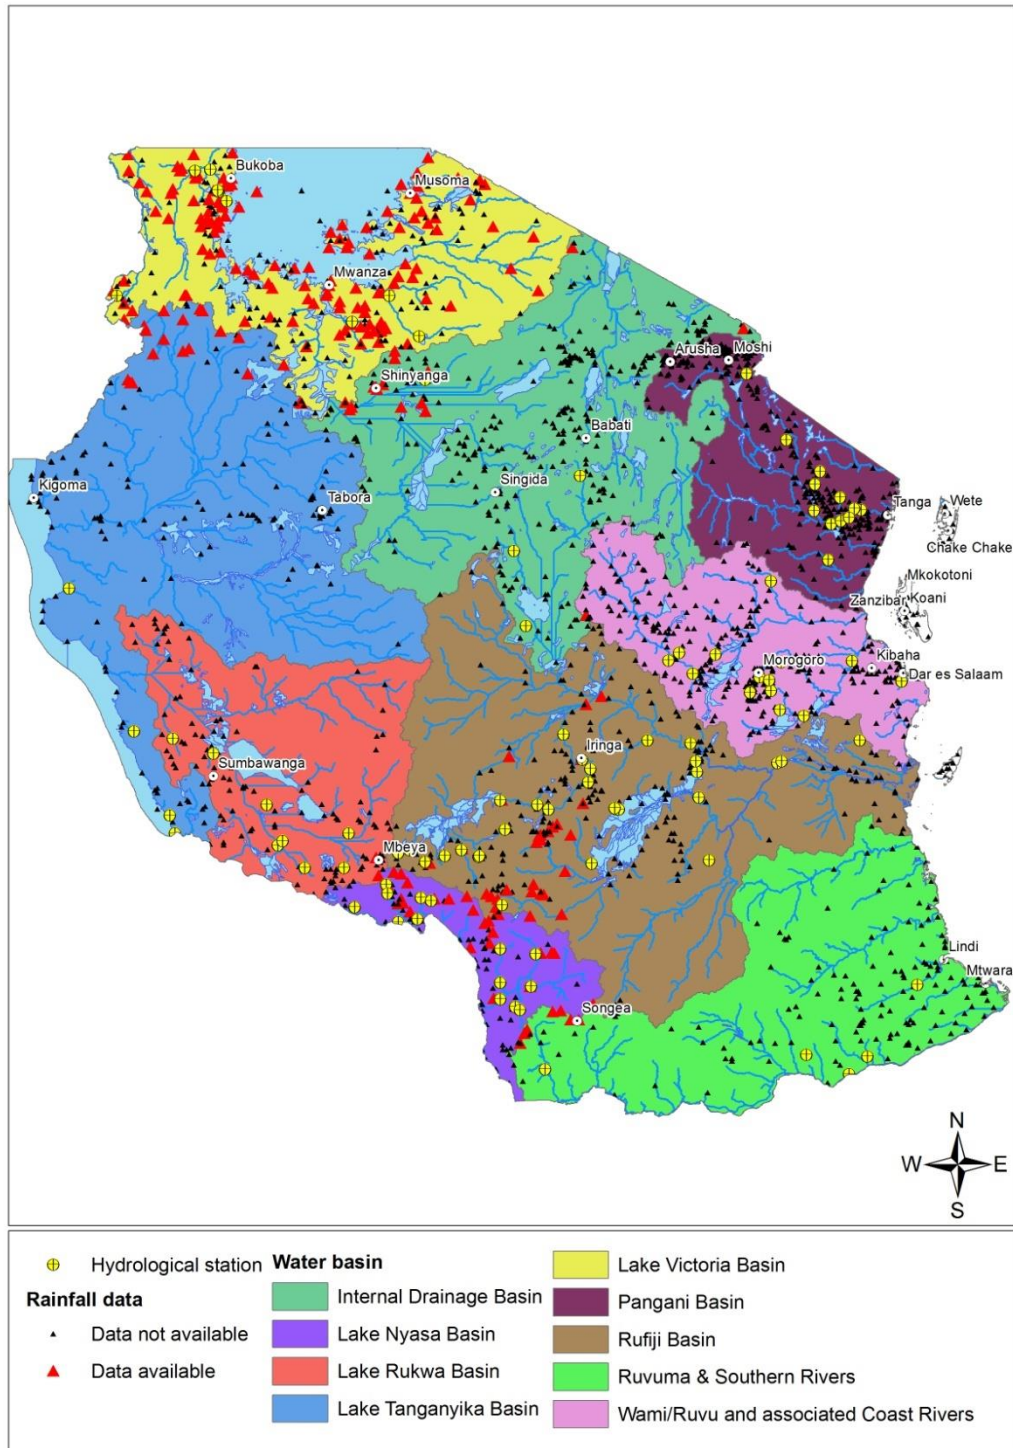 Bukoba
Musoma
Mwanza
Arusha
Moshi
Shinyanga
Babati
Kigoma
Singida
Tabora
Tanga
Wete
Chake Chake
Mkokotoni
Zanzibar
Koani
Kibaha
Morogoro
Dar es Salaam
Iringa
Sumbawanga
Mbeya
Lindi
Mtwara
Songea
N
W
E
S
Hydrological station
Rainfall data
Data not available
Data available
Water basin
Internal Drainage Basin
Lake Nyasa Basin
Lake Rukwa Basin
Lake Tanganyika Basin
Lake Victoria Basin
Pangani Basin
Rufiji Basin
Ruvuma & Southern Rivers
Wami/Ruvu and associated Coast Rivers